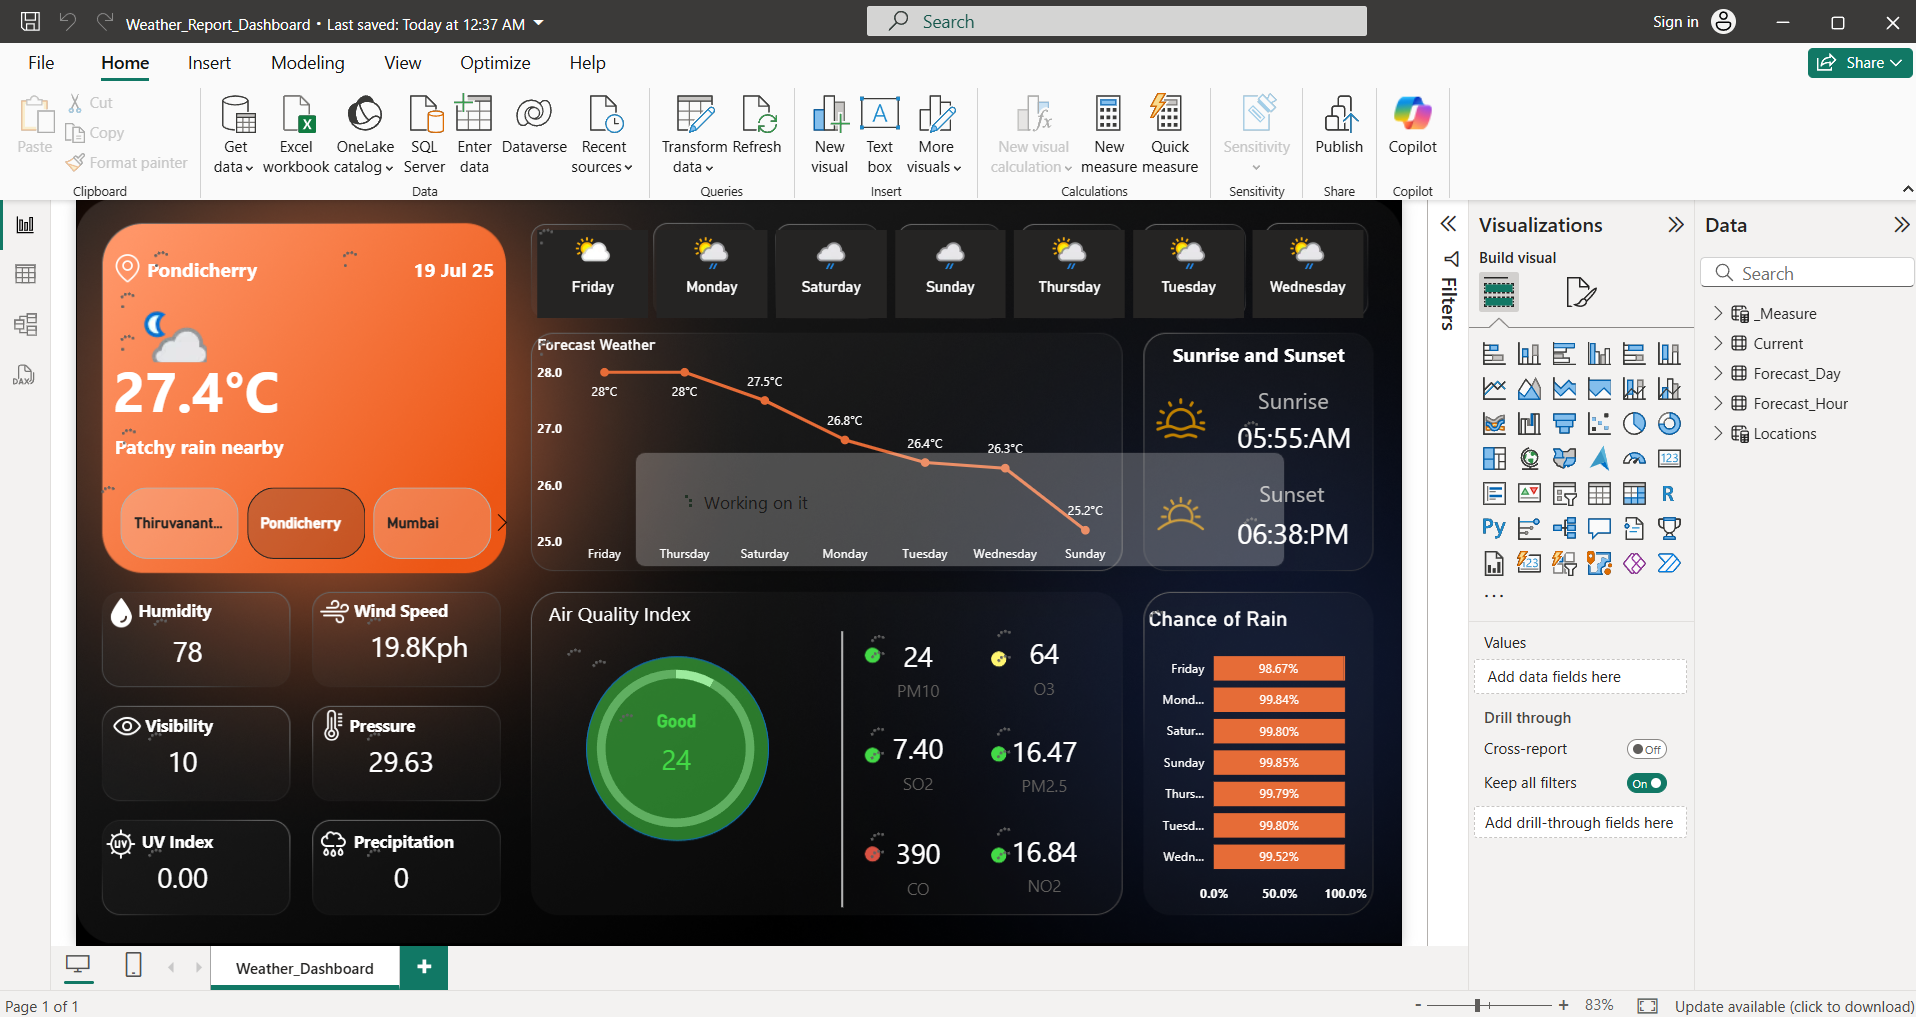 Weather_Report_Dashboard • Last saved: Today at 12:37 AM
Search
Sign in
File Home Insert Modeling View Optimize Help
Share
Paste
Cut
Copy
Format painter
Clipboard
Get data
Excel workbook
OneLake catalog
SQL Server
Enter data
Dataverse
Recent sources
Data
Transform data
Refresh
Queries
New visual
Text box
More visuals
Insert
New visual calculation
New measure
Quick measure
Calculations
Sensitivity
Sensitivity
Publish
Share
Copilot
Copilot
Pondicherry 19 Jul 25
27.4°C
Patchy rain nearby
Thiruvanant... Pondicherry Mumbai
Friday Monday Saturday Sunday Thursday Tuesday Wednesday
Forecast Weather
28.0
27.0
26.0
25.0
28°C 28°C 27.5°C 26.8°C 26.4°C 26.3°C 25.2°C
Friday Thursday Saturday Monday Tuesday Wednesday Sunday
Working on it
Sunrise and Sunset
Sunrise
05:55:AM
Sunset
06:38:PM
Humidity
78
Wind Speed
19.8Kph
Visibility
10
Pressure
29.63
UV UV Index
0.00
Precipitation
0
Air Quality Index
Good
24
24
PM10
64
O3
7.40
SO2
16.47
PM2.5
390
CO
16.84
NO2
Chance of Rain
Friday 98.67%
Mond... 99.84%
Satur... 99.80%
Sunday 99.85%
Thurs... 99.79%
Tuesd... 99.80%
Wedn... 99.52%
0.0% 50.0% 100.0%
Filters
Visualizations
Build visual
123
R
Py
123
...
Values
Add data fields here
Drill through
Cross-report Off
Keep all filters On
Add drill-through fields here
Data
Search
_Measure
Current
Forecast_Day
Forecast_Hour
Locations
DAX
Weather_Dashboard
Page 1 of 1
- + 83%
Update available (click to download)